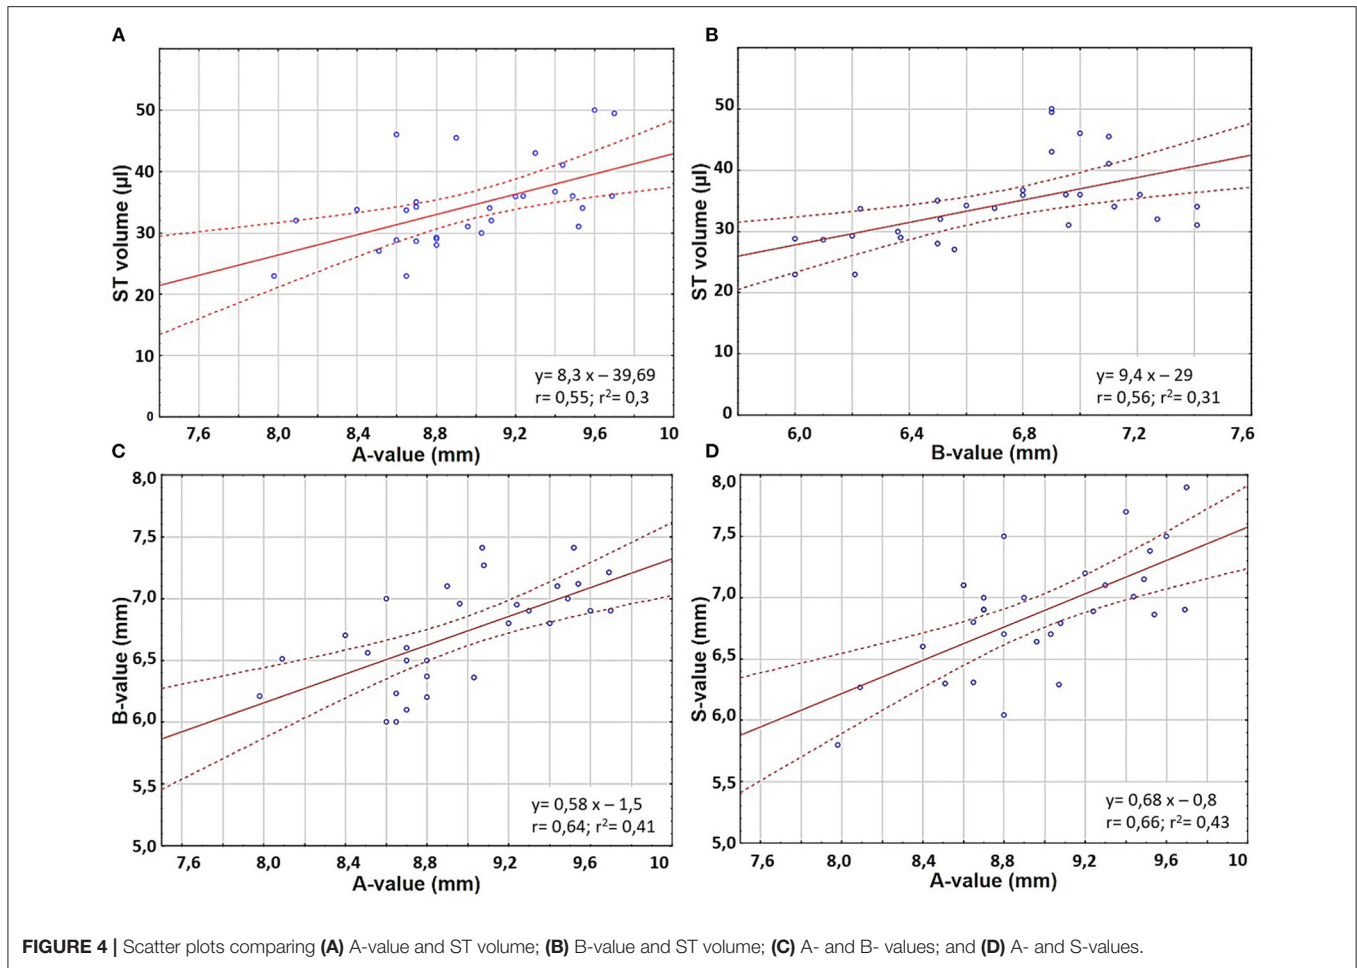 A
50
40
30
20
10
0
ST volume (µl)
y= 8,3 x – 39,69
r= 0,55; r²= 0,3
7,6 8,0 8,4 8,8 9,2 9,6 10
A-value (mm)
B
50
40
30
20
10
0
ST volume (µl)
y= 9,4 x – 29
r= 0,56; r²= 0,31
6,0 6,4 6,8 7,2 7,6
B-value (mm)
C
8,0
7,5
7,0
6,5
6,0
5,5
5,0
B-value (mm)
y= 0,58 x – 1,5
r= 0,64; r²= 0,41
7,6 8,0 8,4 8,8 9,2 9,6 10
A-value (mm)
D
8,0
7,5
7,0
6,5
6,0
5,5
5,0
S-value (mm)
y= 0,68 x – 0,8
r= 0,66; r²= 0,43
7,6 8,0 8,4 8,8 9,2 9,6 10
A-value (mm)
FIGURE 4 | Scatter plots comparing (A) A-value and ST volume; (B) B-value and ST volume; (C) A- and B- values; and (D) A- and S-values.